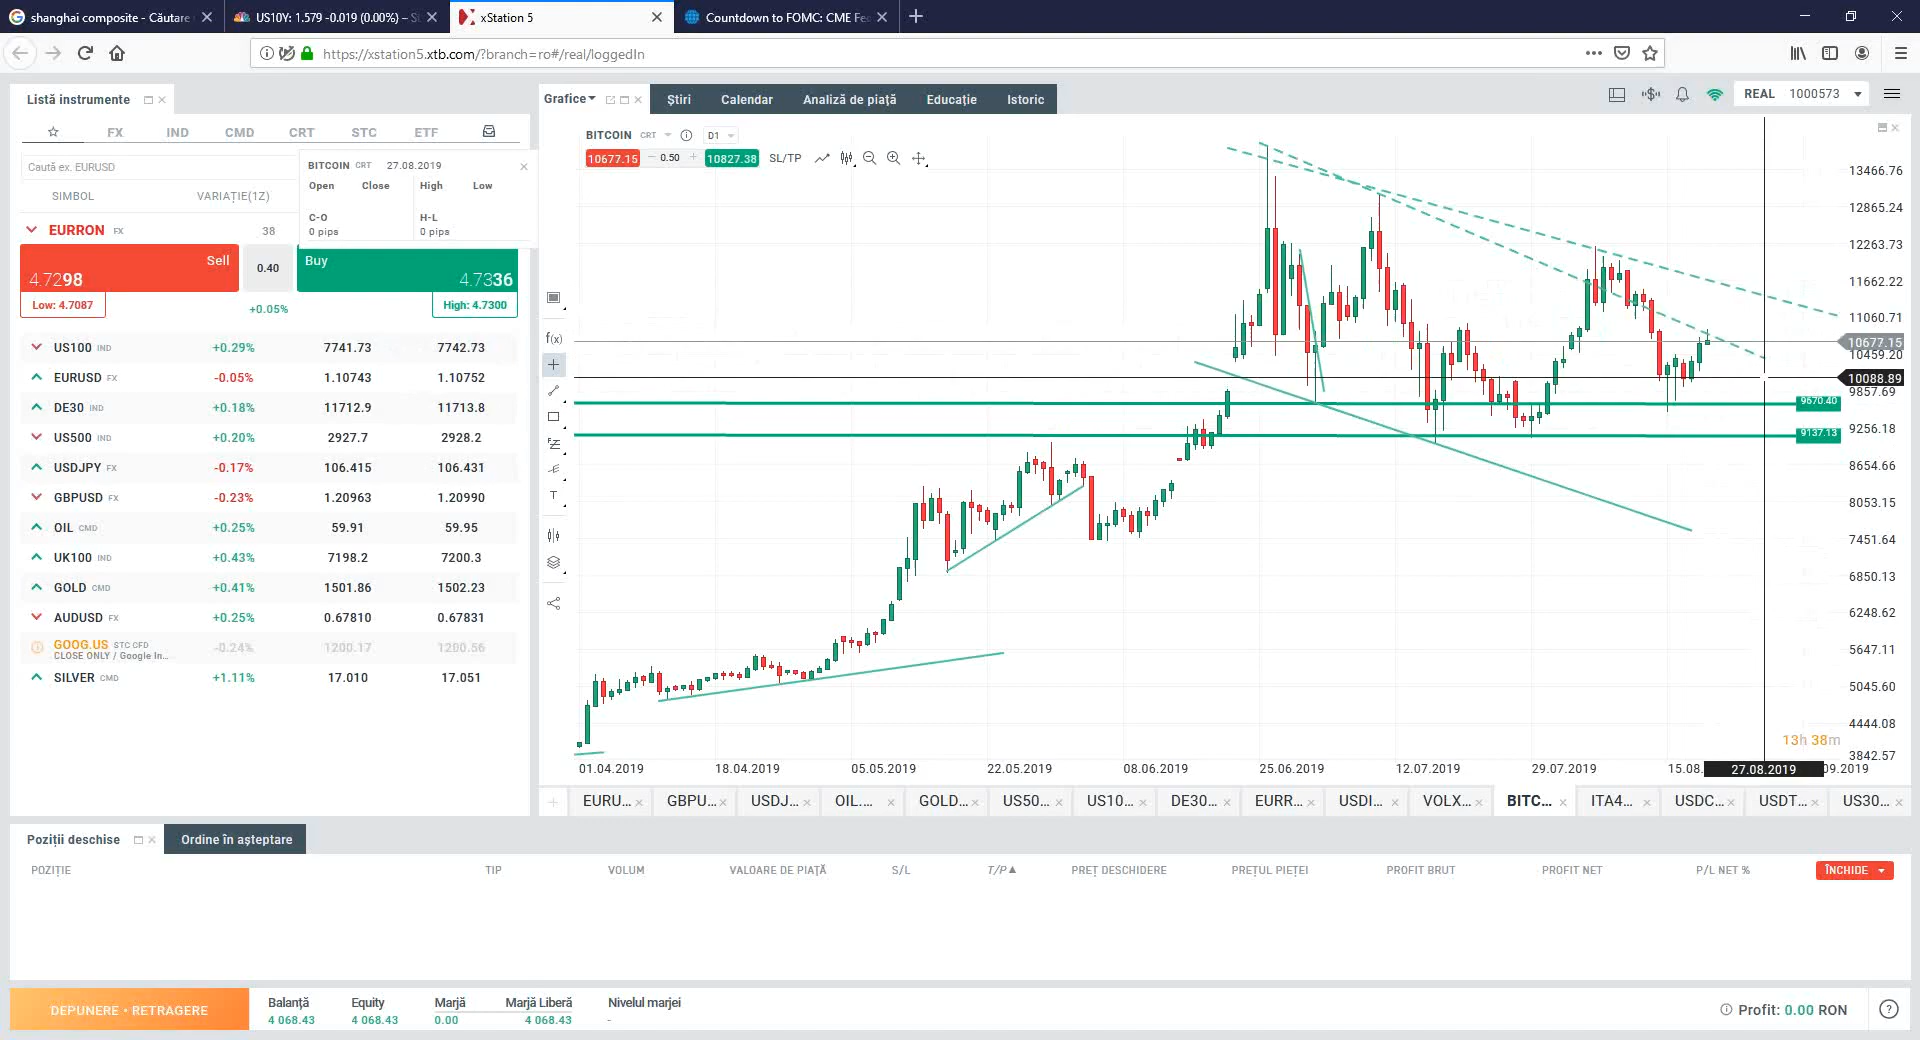 shanghai composite - Căutare
US10Y: 1.579 -0.019 (0.00%) – S
xStation 5
Countdown to FOMC: CME Fe
https://xstation5.xtb.com/?branch=ro#/real/loggedIn
Listă instrumente
Grafice
Știri
Calendar
Analiză de piață
Educație
Istoric
REAL 1000573
FX IND CMD CRT STC ETF
Caută ex. EURUSD
SIMBOL VARIAȚIE(1Z)
BITCOIN CRT 27.08.2019
Open Close High Low
C-O H-L
0 pips 0 pips
EURRON FX 38
Sell
4.7298
0.40
Buy
4.7336
Low: 4.7087
+0.05%
High: 4.7300
US100 IND +0.29% 7741.73 7742.73
EURUSD FX -0.05% 1.10743 1.10752
DE30 IND +0.18% 11712.9 11713.8
US500 IND +0.20% 2927.7 2928.2
USDJPY FX -0.17% 106.415 106.431
GBPUSD FX -0.23% 1.20963 1.20990
OIL CMD +0.25% 59.91 59.95
UK100 IND +0.43% 7198.2 7200.3
GOLD CMD +0.41% 1501.86 1502.23
AUDUSD FX +0.25% 0.67810 0.67831
GOOG.US STC CFD -0.24% 1200.17 1200.56
CLOSE ONLY / Google In...
SILVER CMD +1.11% 17.010 17.051
BITCOIN CRT D1
10677.15 0.50 10827.38 SL/TP
f(x)
T
13466.76
12865.24
12263.73
11662.22
11060.71
10677.15
10459.20
10088.89
9857.69
9670.40
9256.18
9137.13
8654.66
8053.15
7451.64
6850.13
6248.62
5647.11
5045.60
4444.08
13h 38m
3842.57
01.04.2019 18.04.2019 05.05.2019 22.05.2019 08.06.2019 25.06.2019 12.07.2019 29.07.2019 15.08. 27.08.2019 09.2019
EURU... GBPU... USDJ... OIL.... GOLD... US50... US10... DE30... EURR... USDI... VOLX... BITC... ITA4... USDC... USDT... US30...
Poziții deschise
Ordine în așteptare
POZIȚIE TIP VOLUM VALOARE DE PIAȚĂ S/L T/P PREȚ DESCHIDERE PREȚUL PIEȚEI PROFIT BRUT PROFIT NET P/L NET % ÎNCHIDE
DEPUNERE • RETRAGERE
Balanță Equity Marjă Marjă Liberă Nivelul marjei
4 068.43 4 068.43 0.00 4 068.43 -
Profit: 0.00 RON